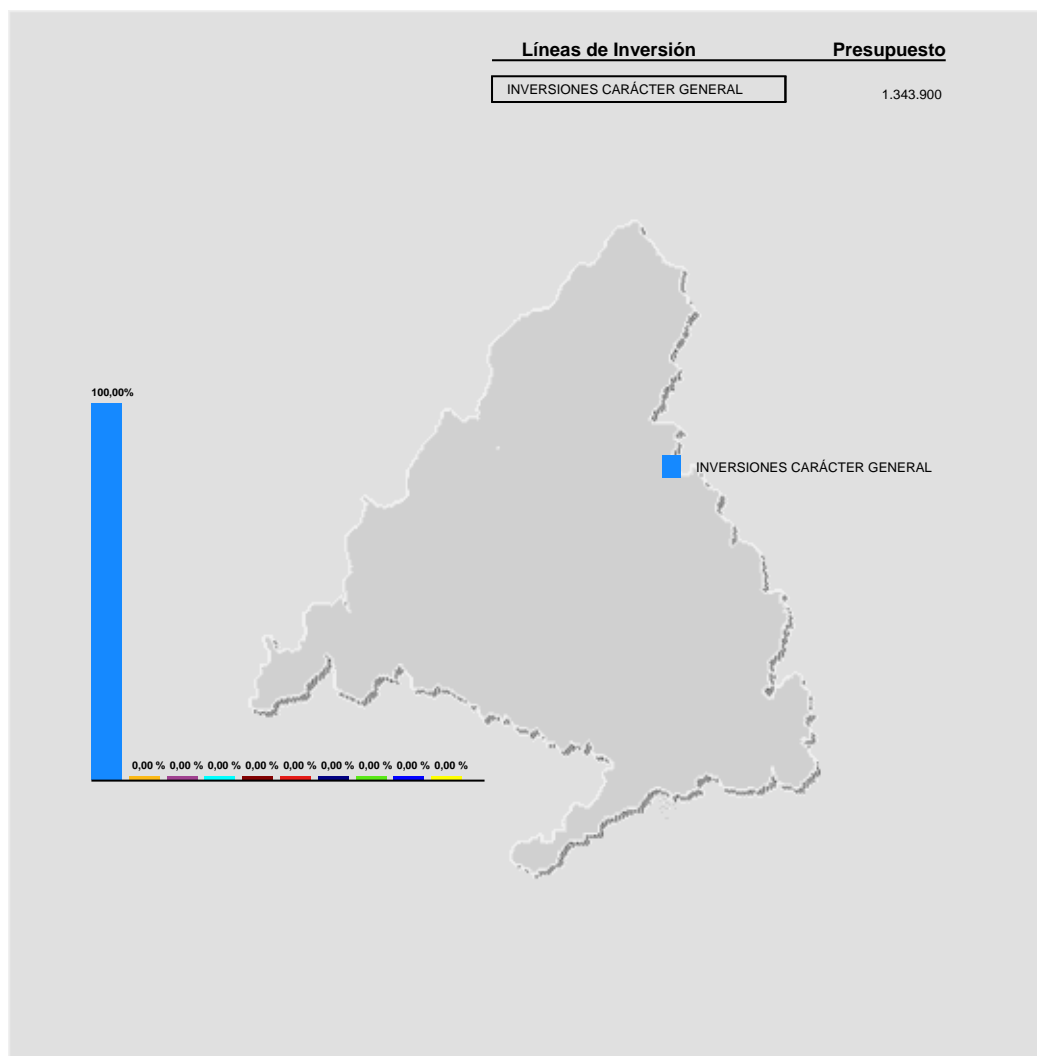 Líneas de Inversión Presupuesto
INVERSIONES CARÁCTER GENERAL 1.343.900
100,00%
INVERSIONES CARÁCTER GENERAL
0,00 % 0,00 % 0,00 % 0,00 % 0,00 % 0,00 % 0,00 % 0,00 % 0,00 %